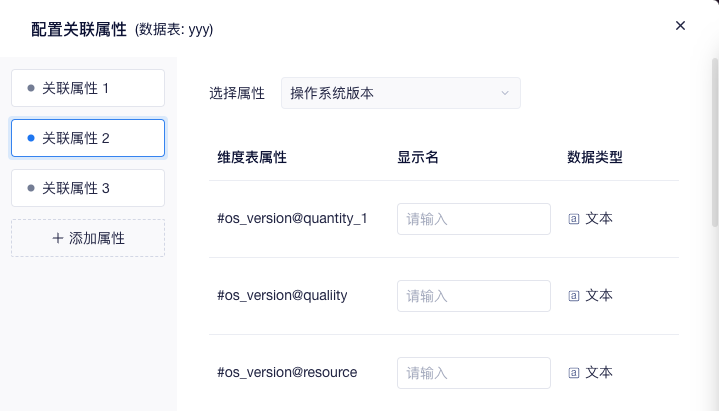 配置关联属性 (数据表: yyy)
关联属性 1
关联属性 2
关联属性 3
添加属性
选择属性 操作系统版本
维度表属性 显示名 数据类型
#os_version@quantity_1 请输入 a 文本
#os_version@qualiity 请输入 a 文本
#os_version@resource 请输入 a 文本